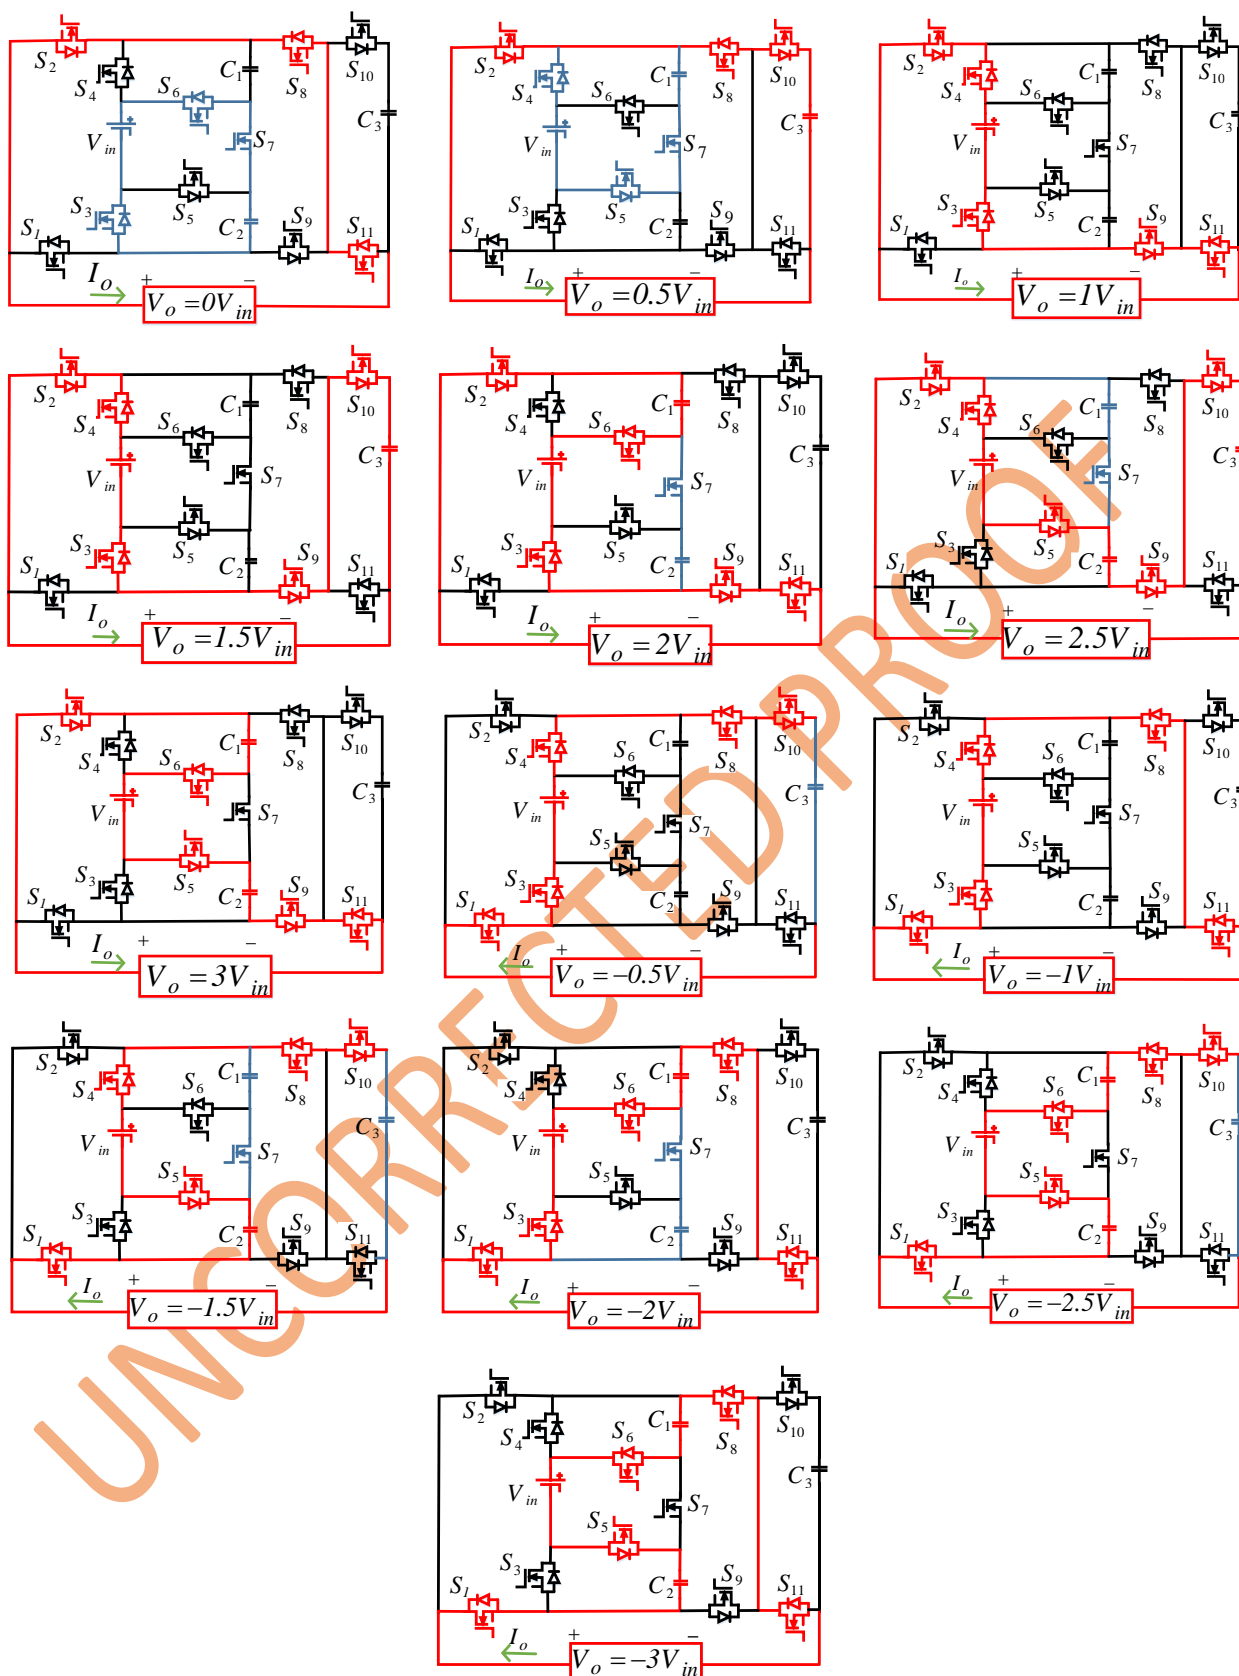 S2 S4 S6 C1 S8 S10 C3 Vin S7 S3 S5 C2 S9 S11 S1
Io + −
Vo = 0Vin
S2 S4 S6 C1 S8 S10 C3 Vin S7 S3 S5 C2 S9 S11 S1
Io + −
Vo = 0.5Vin
S2 S4 S6 C1 S8 S10 C3 Vin S7 S3 S5 C2 S9 S11 S1
Io + −
Vo = 1Vin
S2 S4 S6 C1 S8 S10 C3 Vin S7 S3 S5 C2 S9 S11 S1
Io + −
Vo = 1.5Vin
S2 S4 S6 C1 S8 S10 C3 Vin S7 S3 S5 C2 S9 S11 S1
Io + −
Vo = 2Vin
S2 S4 S6 C1 S8 S10 C3 Vin S7 S3 S5 C2 S9 S11 S1
Io + −
Vo = 2.5Vin
S2 S4 S6 C1 S8 S10 C3 Vin S7 S3 S5 C2 S9 S11 S1
Io + −
Vo = 3Vin
S2 S4 S6 C1 S8 S10 C3 Vin S7 S3 S5 C2 S9 S11 S1
Io + −
Vo = −0.5Vin
S2 S4 S6 C1 S8 S10 C3 Vin S7 S3 S5 C2 S9 S11 S1
Io + −
Vo = −1Vin
S2 S4 S6 C1 S8 S10 C3 Vin S7 S3 S5 C2 S9 S11 S1
Io + −
Vo = −1.5Vin
S2 S4 S6 C1 S8 S10 C3 Vin S7 S3 S5 C2 S9 S11 S1
Io + −
Vo = −2Vin
S2 S4 S6 C1 S8 S10 C3 Vin S7 S3 S5 C2 S9 S11 S1
Io + −
Vo = −2.5Vin
S2 S4 S6 C1 S8 S10 C3 Vin S7 S3 S5 C2 S9 S11 S1
Io + −
Vo = −3Vin
UNCORRECTED PROOF